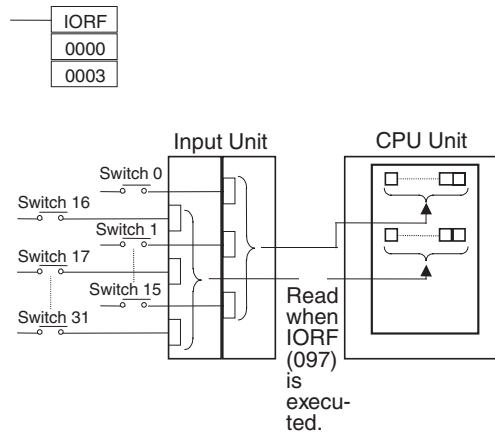 IORF
0000
0003
Input Unit
CPU Unit
Switch 0
Switch 16
Switch 1
Switch 17
Switch 15
Switch 31
Read
when
IORF
(097)
is
execu-
ted.